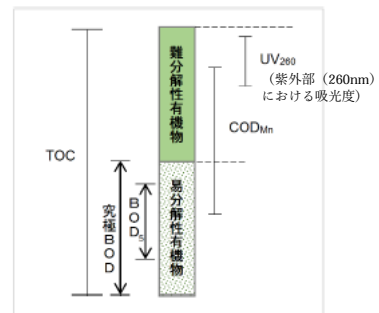 難分解性有機物
UV260
(紫外部（260nm）
における吸光度）
CODMn
TOC
易分解性有機物
BOD5
究極BOD